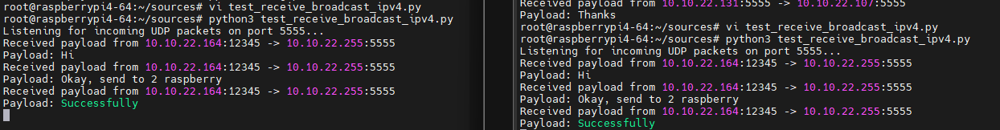 root@raspberrypi4-64:~/sources# vi test_receive_broadcast_ipv4.py
root@raspberrypi4-64:~/sources# python3 test_receive_broadcast_ipv4.py
Listening for incoming UDP packets on port 5555...
Received payload from 10.10.22.164:12345 -> 10.10.22.255:5555
Payload: Hi
Received payload from 10.10.22.164:12345 -> 10.10.22.255:5555
Payload: Okay, send to 2 raspberry
Received payload from 10.10.22.164:12345 -> 10.10.22.255:5555
Payload: Successfully
Received payload from 10.10.22.131:5555 -> 10.10.22.107:5555
Payload: Thanks
root@raspberrypi4-64:~/sources# vi test_receive_broadcast_ipv4.py
root@raspberrypi4-64:~/sources# python3 test_receive_broadcast_ipv4.py
Listening for incoming UDP packets on port 5555...
Received payload from 10.10.22.164:12345 -> 10.10.22.255:5555
Payload: Hi
Received payload from 10.10.22.164:12345 -> 10.10.22.255:5555
Payload: Okay, send to 2 raspberry
Received payload from 10.10.22.164:12345 -> 10.10.22.255:5555
Payload: Successfully